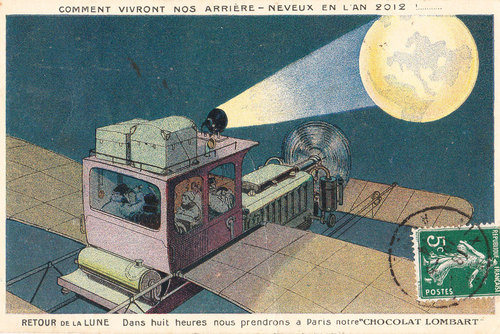 COMMENT VIVRONT NOS ARRIÈRE - NEVEUX EN L'AN 2012 !
RÉPUBLIQUE FRANÇAISE
5c
RETOUR DE LA LUNE Dans huit heures nous prendrons à Paris notre "CHOCOLAT LOMBART"